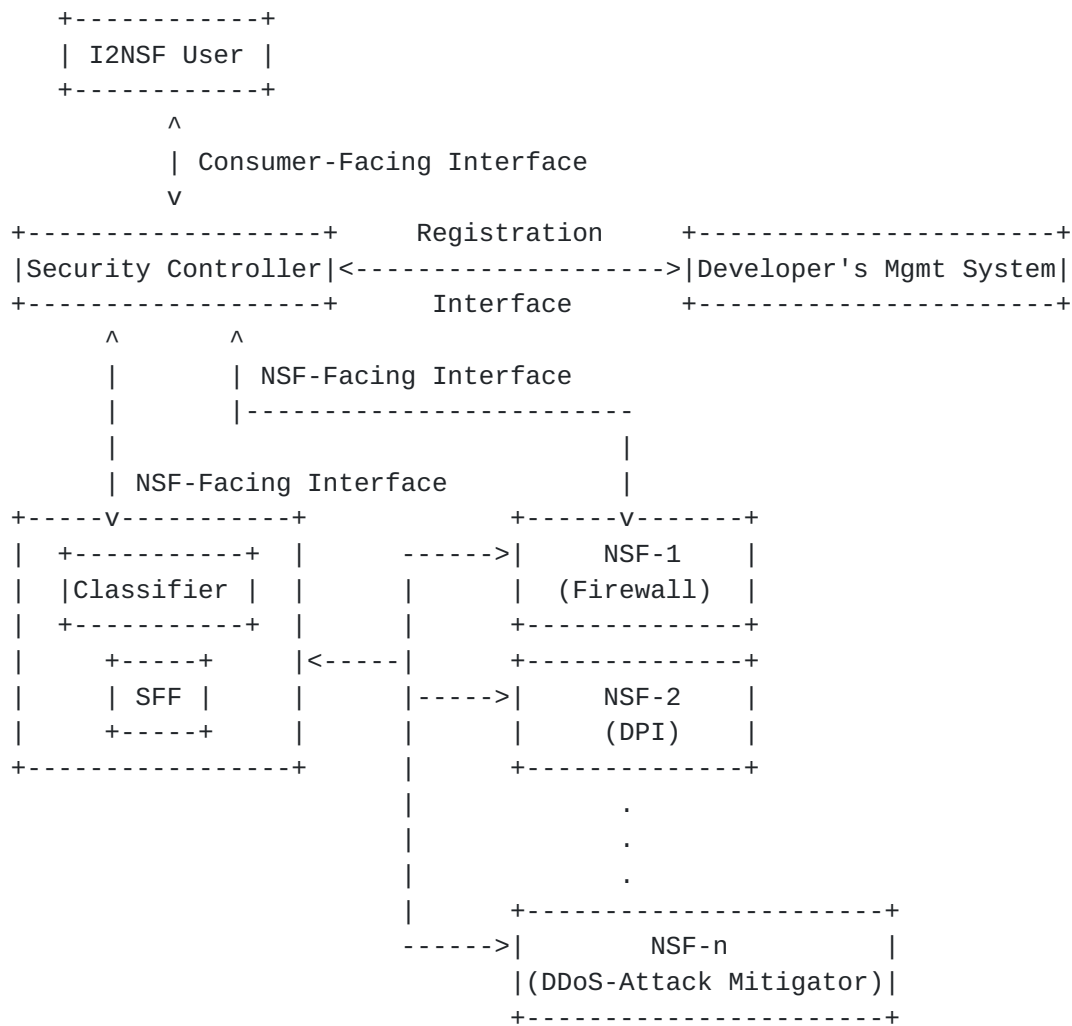 I2NSF User
Consumer-Facing Interface
Registration
Security Controller
Developer's Mgmt System
Interface
NSF-Facing Interface
NSF-Facing Interface
NSF-1
Classifier
(Firewall)
SFF
NSF-2
(DPI)
.
.
.
NSF-n
(DDoS-Attack Mitigator)